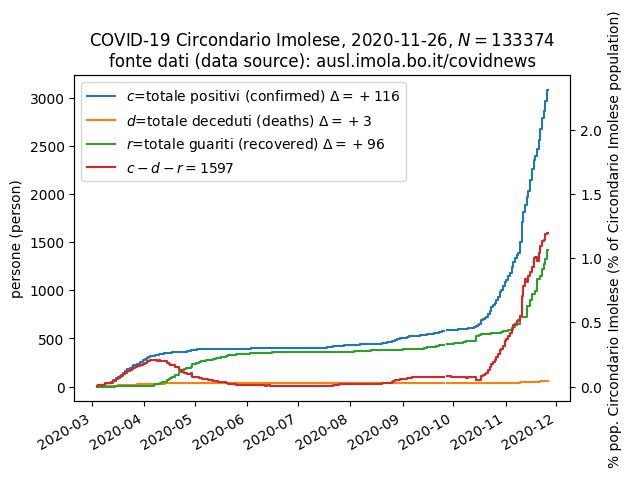 COVID-19 Circondario Imolese, 2020-11-26, N = 133374
fonte dati (data source): ausl.imola.bo.it/covidnews
c=totale positivi (confirmed) Δ = + 116
d=totale deceduti (deaths) Δ = + 3
r=totale guariti (recovered) Δ = + 96
c − d − r = 1597
persone (person)
3000
2500
2000
1500
1000
500
0
2.0
1.5
1.0
0.5
0.0
% pop. Circondario Imolese (% of Circondario Imolese population)
2020-03
2020-04
2020-05
2020-06
2020-07
2020-08
2020-09
2020-10
2020-11
2020-12